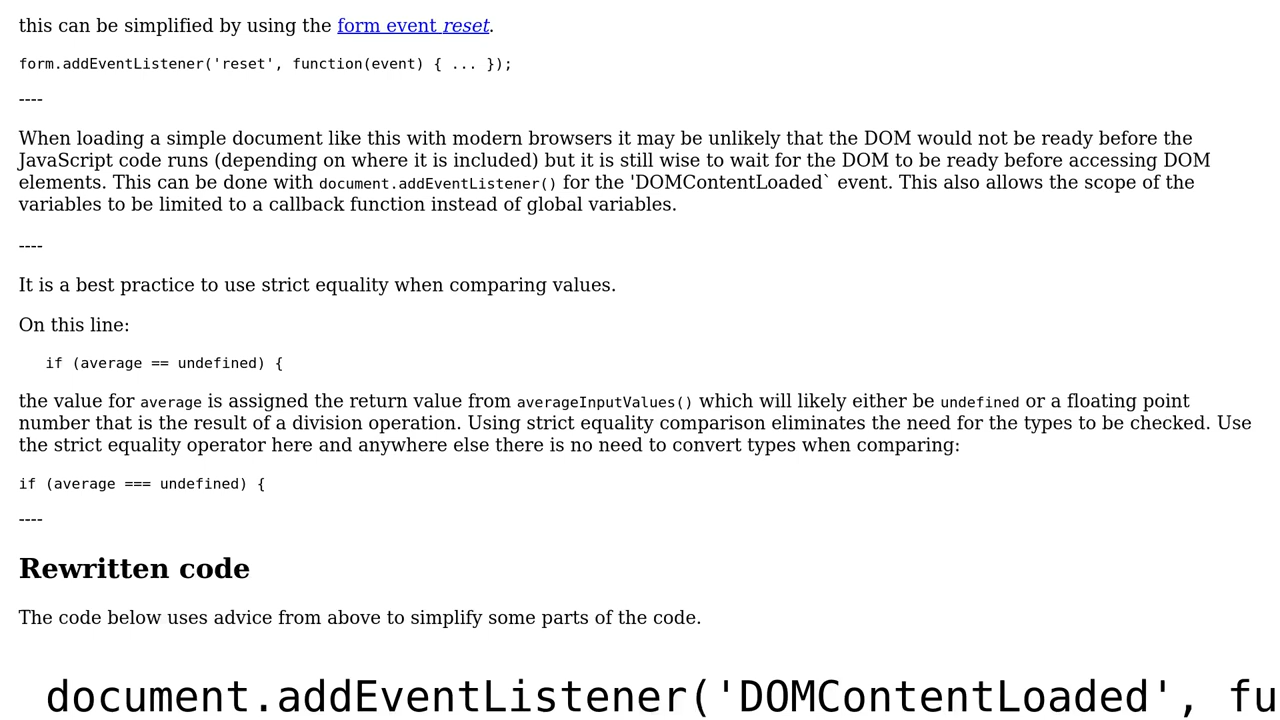 this can be simplified by using the form event reset.
form.addEventListener('reset', function(event) { ... });
----
When loading a simple document like this with modern browsers it may be unlikely that the DOM would not be ready before the
JavaScript code runs (depending on where it is included) but it is still wise to wait for the DOM to be ready before accessing DOM
elements. This can be done with document.addEventListener() for the 'DOMContentLoaded` event. This also allows the scope of the
variables to be limited to a callback function instead of global variables.
----
It is a best practice to use strict equality when comparing values.
On this line:
if (average == undefined) {
the value for average is assigned the return value from averageInputValues() which will likely either be undefined or a floating point
number that is the result of a division operation. Using strict equality comparison eliminates the need for the types to be checked. Use
the strict equality operator here and anywhere else there is no need to convert types when comparing:
if (average === undefined) {
----
Rewritten code
The code below uses advice from above to simplify some parts of the code.
document.addEventListener('DOMContentLoaded', fu